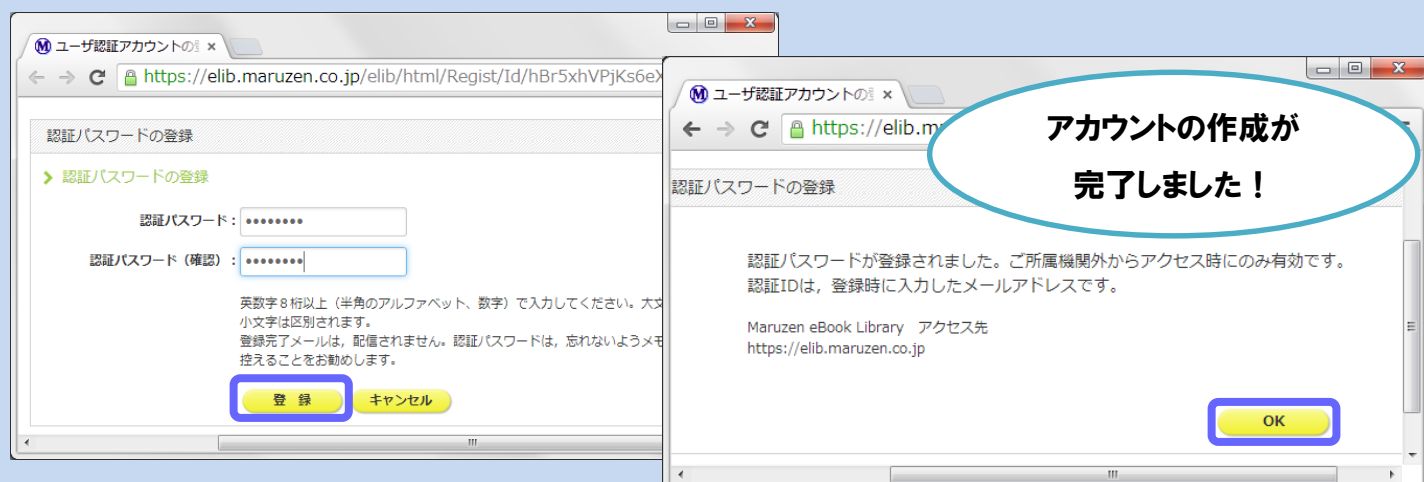 ユーザ認証アカウントの
https://elib.maruzen.co.jp/elib/html/Regist/Id/hBr5xhVPjKs6eX
認証パスワードの登録
認証パスワードの登録
認証パスワード：
認証パスワード（確認）：
英数字８桁以上（半角のアルファベット、数字）で入力してください。大文
小文字は区別されます。
登録完了メールは，配信されません。認証パスワードは，忘れないようメモ
控えることをお勧めします。
登 録
キャンセル
ユーザ認証アカウントの
https://elib.m
アカウントの作成が
完了しました！
認証パスワードの登録
認証パスワードが登録されました。ご所属機関外からアクセス時にのみ有効です。
認証IDは，登録時に入力したメールアドレスです。
Maruzen eBook Library　アクセス先
https://elib.maruzen.co.jp
OK